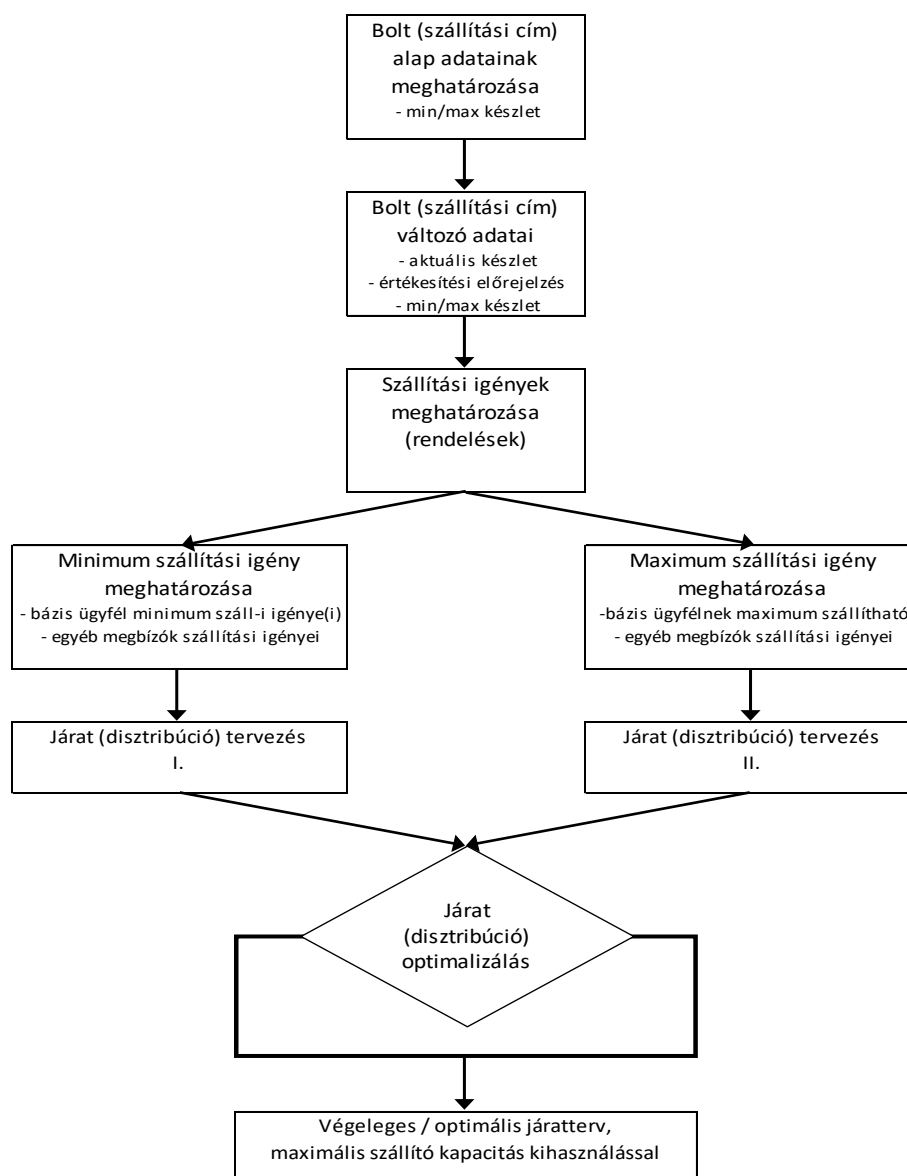 Bolt (szállítási cím)
alap adatainak
meghatározása
- min/max készlet
Bolt (szállítási cím)
változó adatai
- aktuális készlet
- értékesítési előrejelzés
- min/max készlet
Szállítási igények
meghatározása
(rendelések)
Minimum szállítási igény
meghatározása
- bázis ügyfél minimum száll-i igénye(i)
- egyéb megbízók szállítási igényei
Maximum szállítási igény
meghatározása
-bázis ügyfélnek maximum szállítható
- egyéb megbízók szállítási igényei
Járat (disztribúció) tervezés
I.
Járat (disztribúció) tervezés
II.
Járat
(disztribúció)
optimalizálás
Végeleges / optimális járatterv,
maximális szállító kapacitás kihasználással